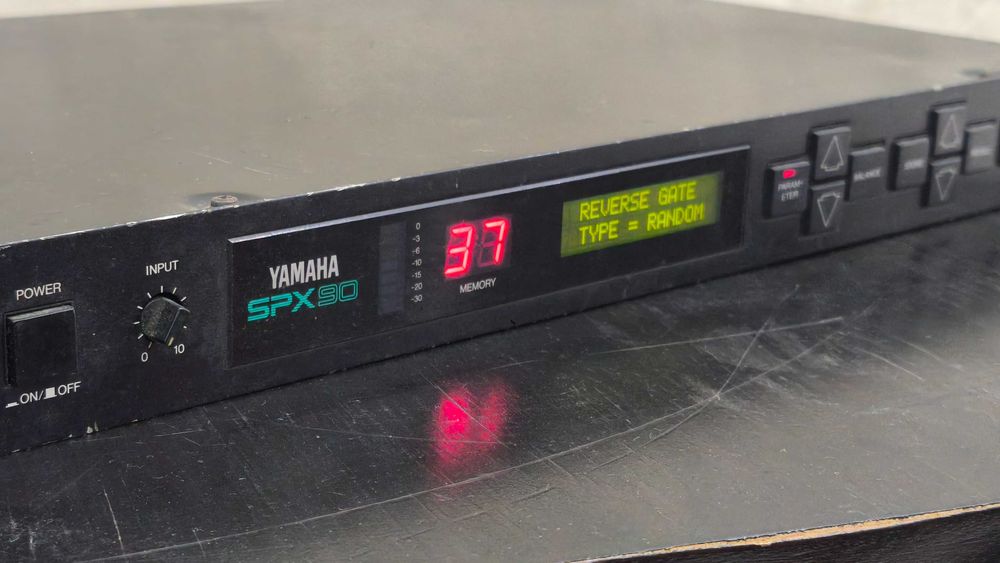 POWER
ON/ OFF
INPUT
0 10
YAMAHA
SPX90
0
-3
-6
-10
-15
-20
-30
37
MEMORY
REVERSE GATE
TYPE = RANDOM
PARAM-
ETER
BALANCE
STORE